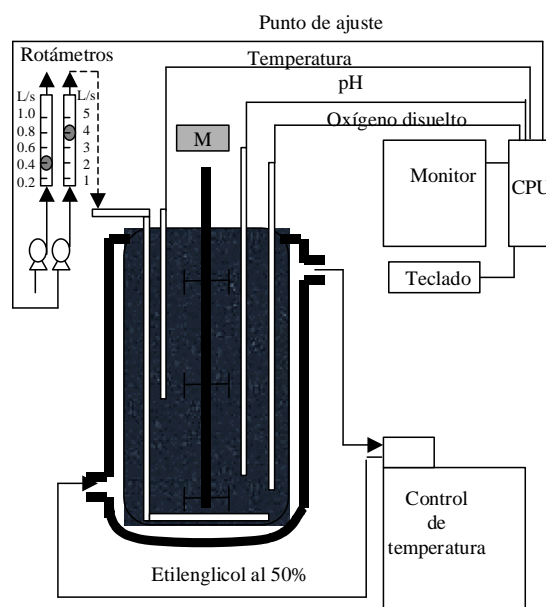 Punto de ajuste
Rotámetros
Temperatura
pH
L/s
L/s
1.0
0.8
0.6
0.4
0.2
5
4
3
2
1
M
Oxígeno disuelto
Monitor
CPU
Teclado
Control
de
temperatura
Etilenglicol al 50%